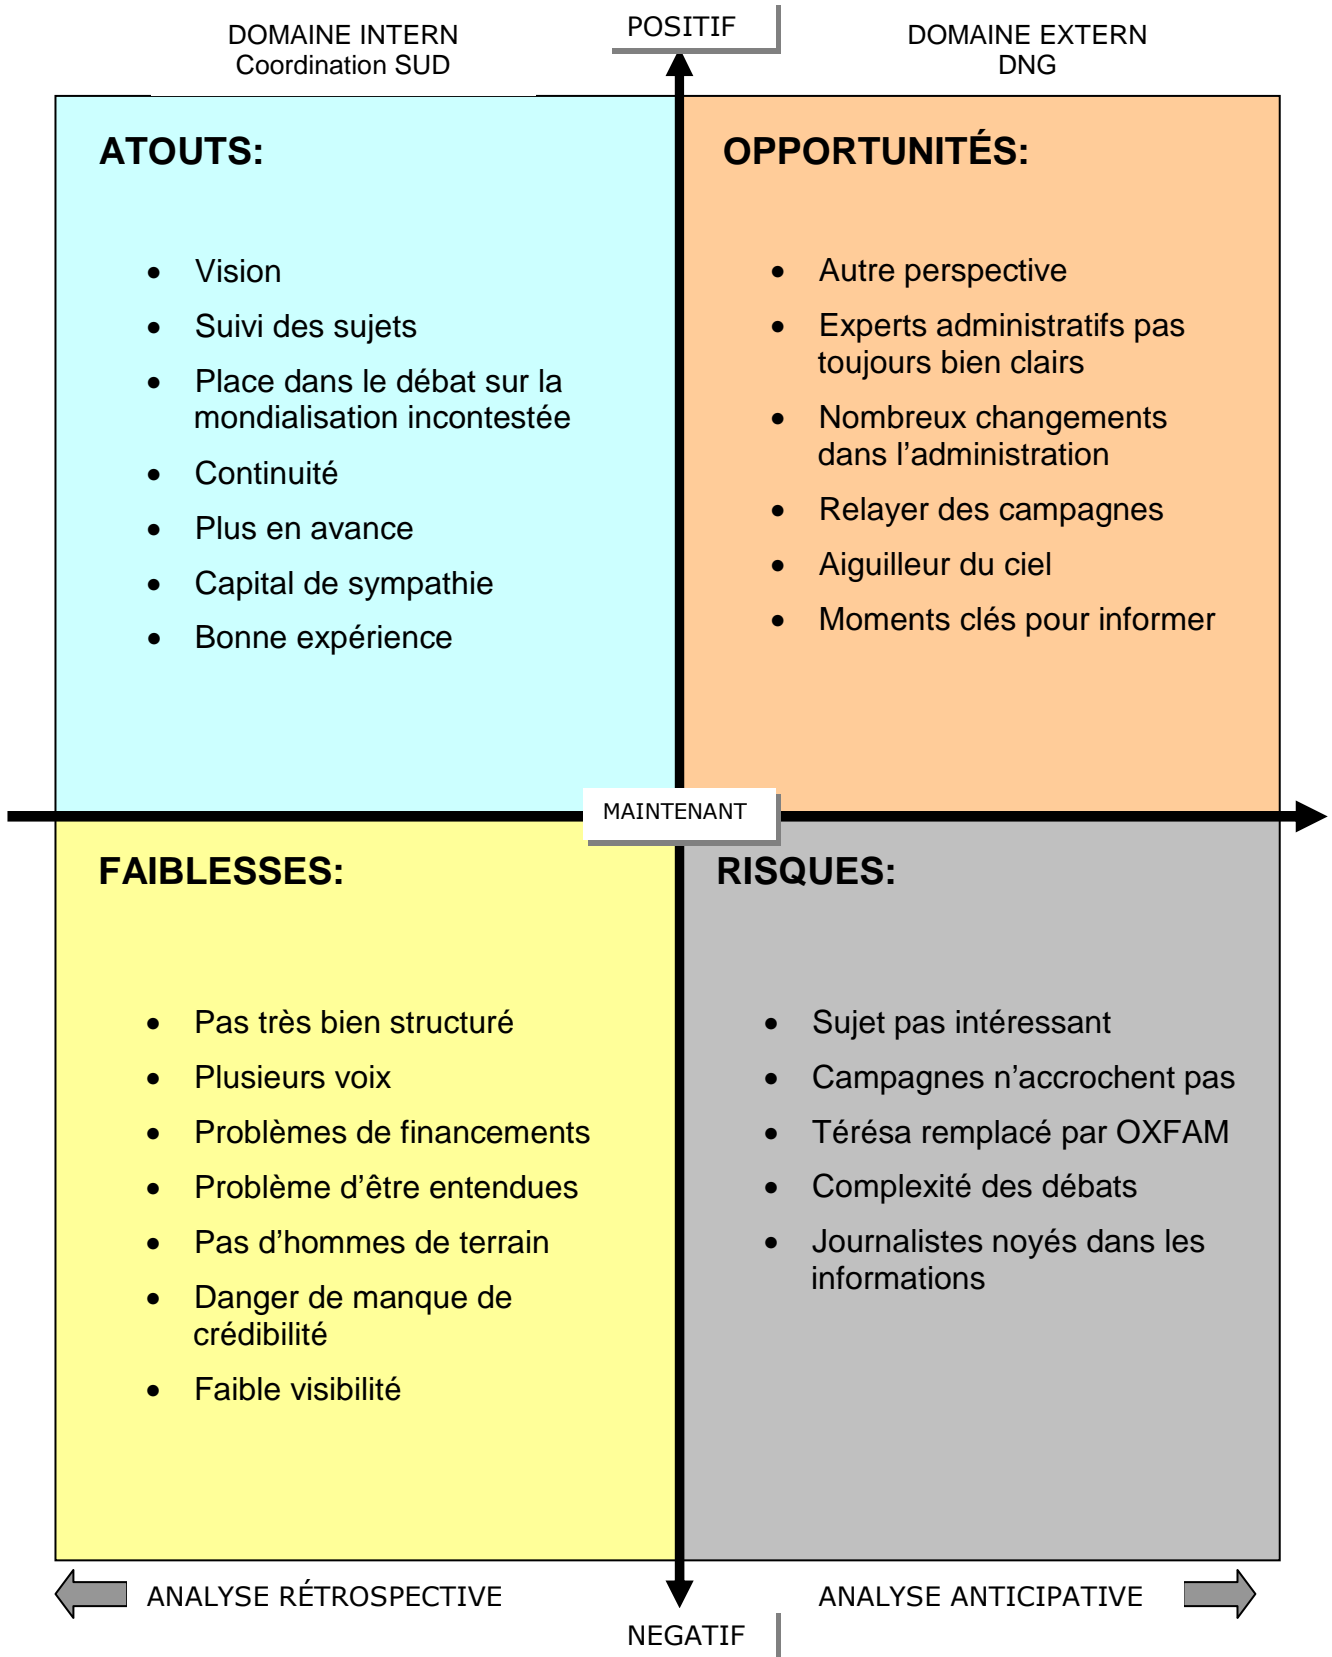 DOMAINE INTERN
Coordination SUD
POSITIF
DOMAINE EXTERN
DNG
ATOUTS:
• Vision
• Suivi des sujets
• Place dans le débat sur la
mondialisation incontestée
• Continuité
• Plus en avance
• Capital de sympathie
• Bonne expérience
OPPORTUNITÉS:
• Autre perspective
• Experts administratifs pas
toujours bien clairs
• Nombreux changements
dans l’administration
• Relayer des campagnes
• Aiguilleur du ciel
• Moments clés pour informer
MAINTENANT
FAIBLESSES:
• Pas très bien structuré
• Plusieurs voix
• Problèmes de financements
• Problème d’être entendues
• Pas d’hommes de terrain
• Danger de manque de
crédibilité
• Faible visibilité
RISQUES:
• Sujet pas intéressant
• Campagnes n’accrochent pas
• Térésa remplacé par OXFAM
• Complexité des débats
• Journalistes noyés dans les
informations
ANALYSE RÉTROSPECTIVE
ANALYSE ANTICIPATIVE
NEGATIF